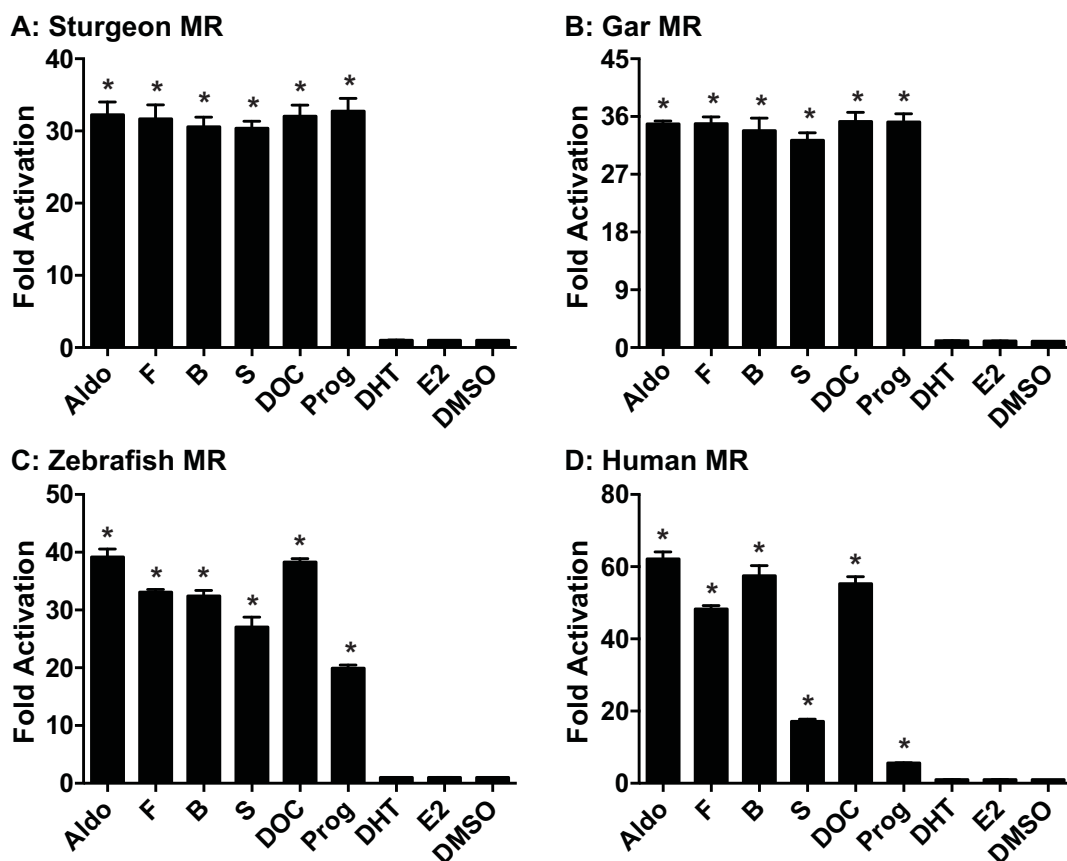 A: Sturgeon MR
Fold Activation
40
30
20
10
0
* * * * * *
Aldo F B S DOC Prog DHT E2 DMSO
B: Gar MR
Fold Activation
45
36
27
18
9
0
* * * * * *
Aldo F B S DOC Prog DHT E2 DMSO
C: Zebrafish MR
Fold Activation
50
40
30
20
10
0
* * * * * *
Aldo F B S DOC Prog DHT E2 DMSO
D: Human MR
Fold Activation
80
60
40
20
0
* * * * * *
Aldo F B S DOC Prog DHT E2 DMSO